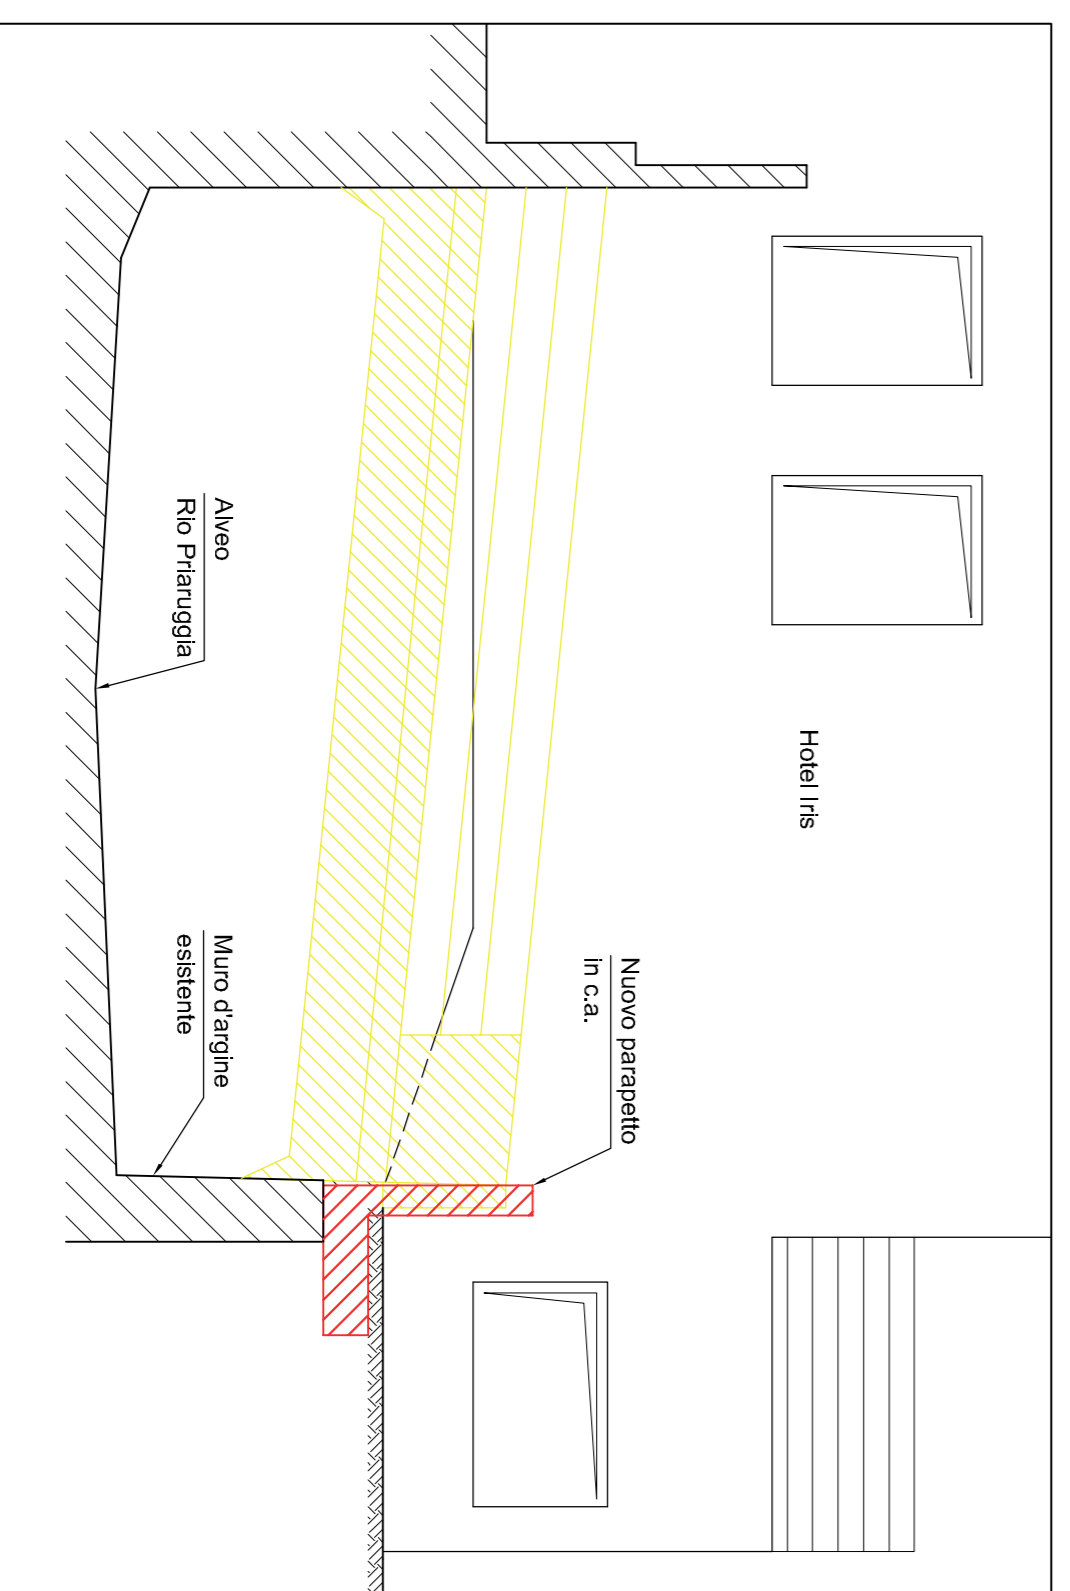 Hotel Iris
Nuovo parapetto
in c.a.
Alveo
Rio Priaruggia
Muro d'argine
esistente